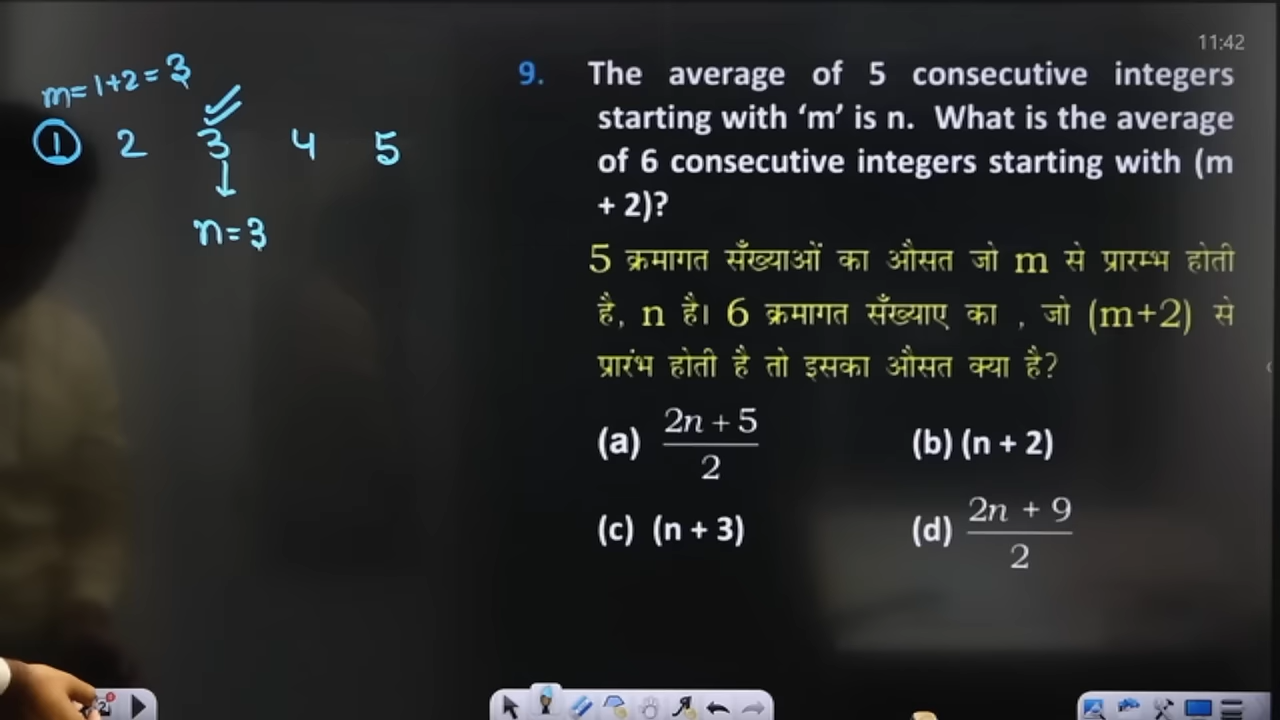 11:42
m=1+2=3
1 2 3 4 5
n=3
9. The average of 5 consecutive integers
starting with ‘m’ is n. What is the average
of 6 consecutive integers starting with (m
+ 2)?
5 क्रमागत सँख्याओं का औसत जो m से प्रारम्भ होती
है, n है। 6 क्रमागत सँख्याए का , जो (m+2) से
प्रारंभ होती है तो इसका औसत क्या है?
(a) (2n + 5)/2 (b) (n + 2)
(c) (n + 3) (d) (2n + 9)/2